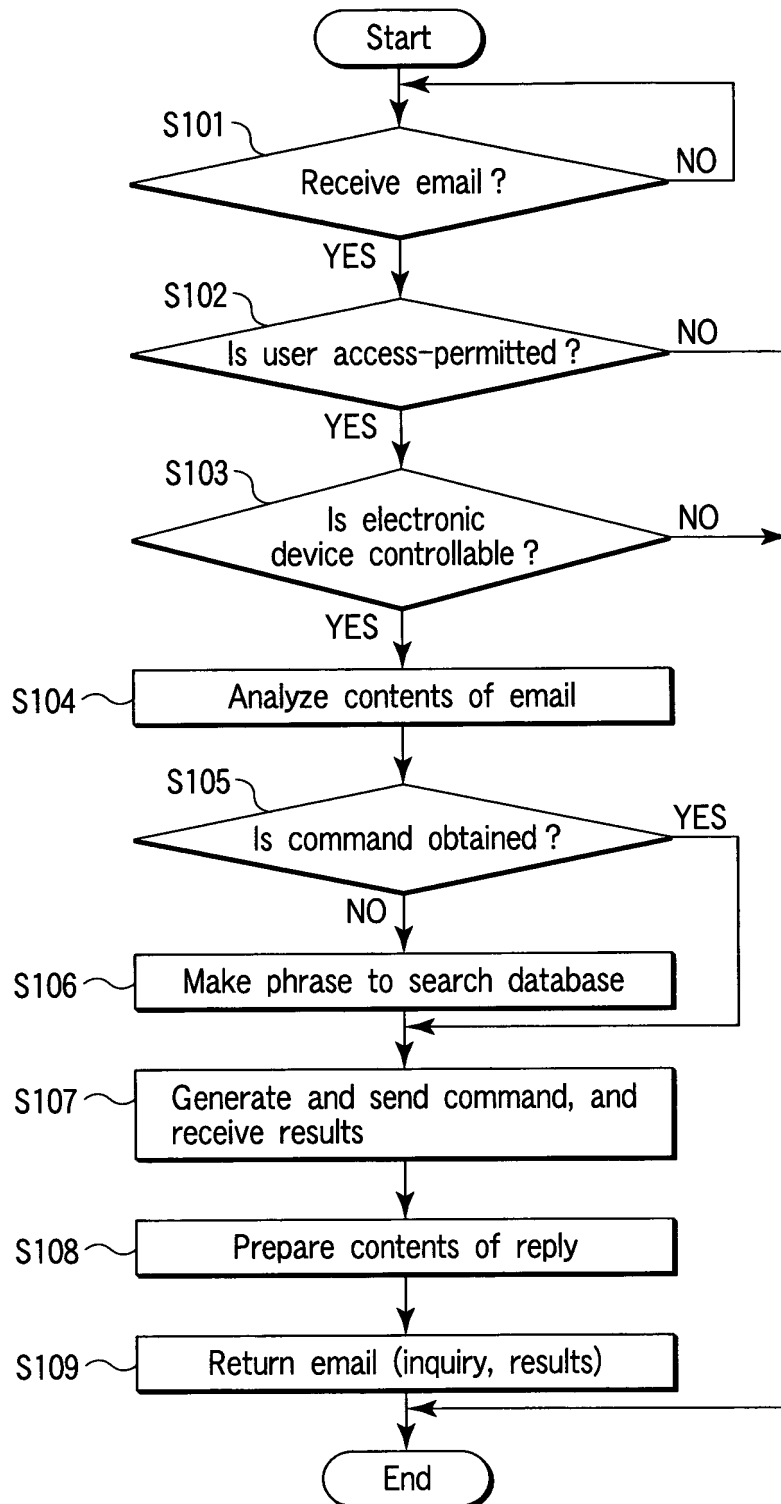 Start
S101
Receive email ?
NO
YES
S102
Is user access-permitted ?
NO
YES
S103
Is electronic
device controllable ?
NO
YES
S104
Analyze contents of email
S105
Is command obtained ?
YES
NO
S106
Make phrase to search database
S107
Generate and send command, and
receive results
S108
Prepare contents of reply
S109
Return email (inquiry, results)
End